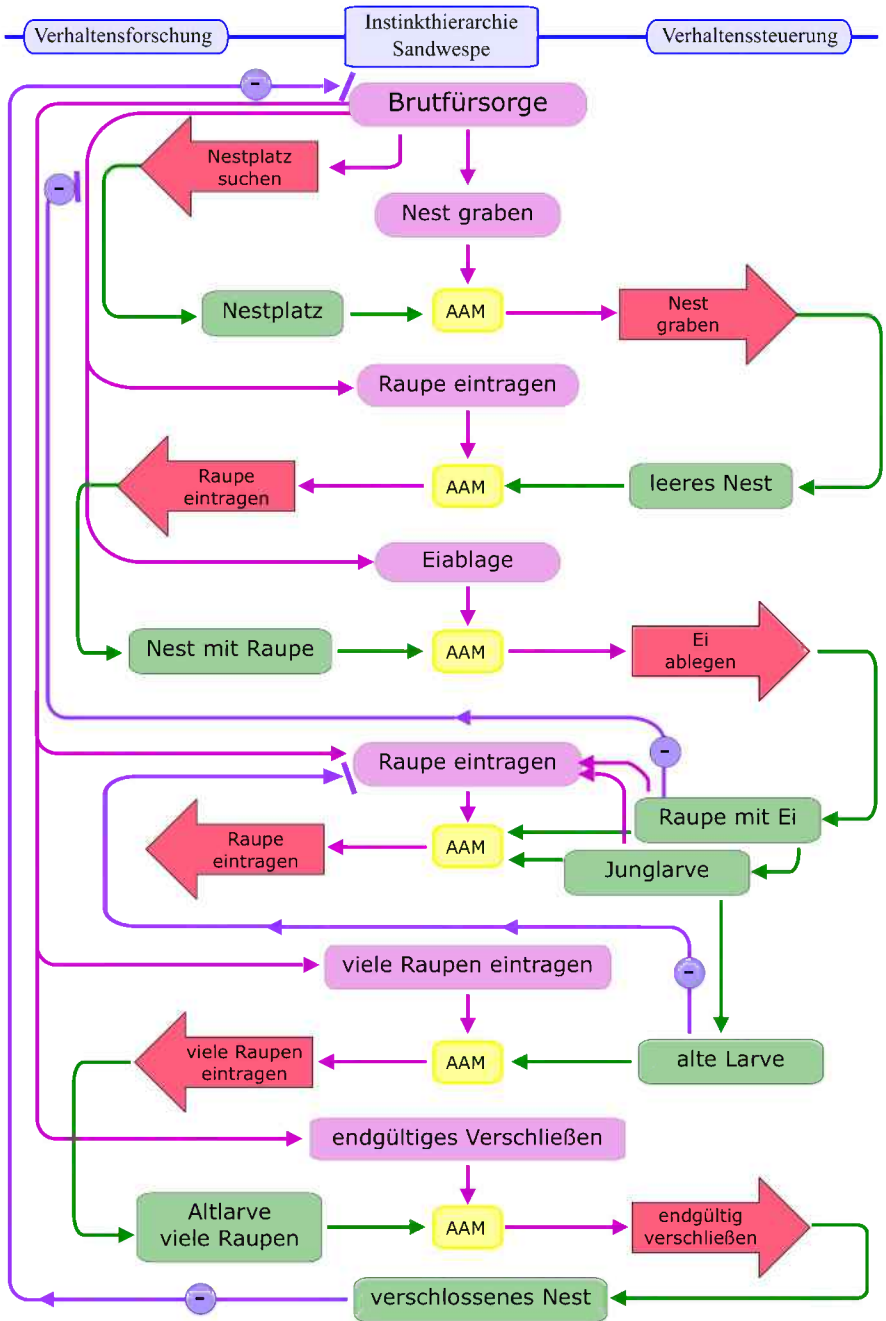 Verhaltensforschung
Instinkthierarchie
Sandwespe
Verhaltenssteuerung
-
Brutfürsorge
Nestplatz
suchen
-
Nest graben
Nestplatz
AAM
Nest
graben
Raupe eintragen
Raupe
eintragen
AAM
leeres Nest
Eiablage
Nest mit Raupe
AAM
Ei
ablegen
-
Raupe eintragen
Raupe mit Ei
Raupe
eintragen
AAM
Junglarve
viele Raupen eintragen
-
viele Raupen
eintragen
AAM
alte Larve
endgültiges Verschließen
Altlarve
viele Raupen
AAM
endgültig
verschließen
-
verschlossenes Nest